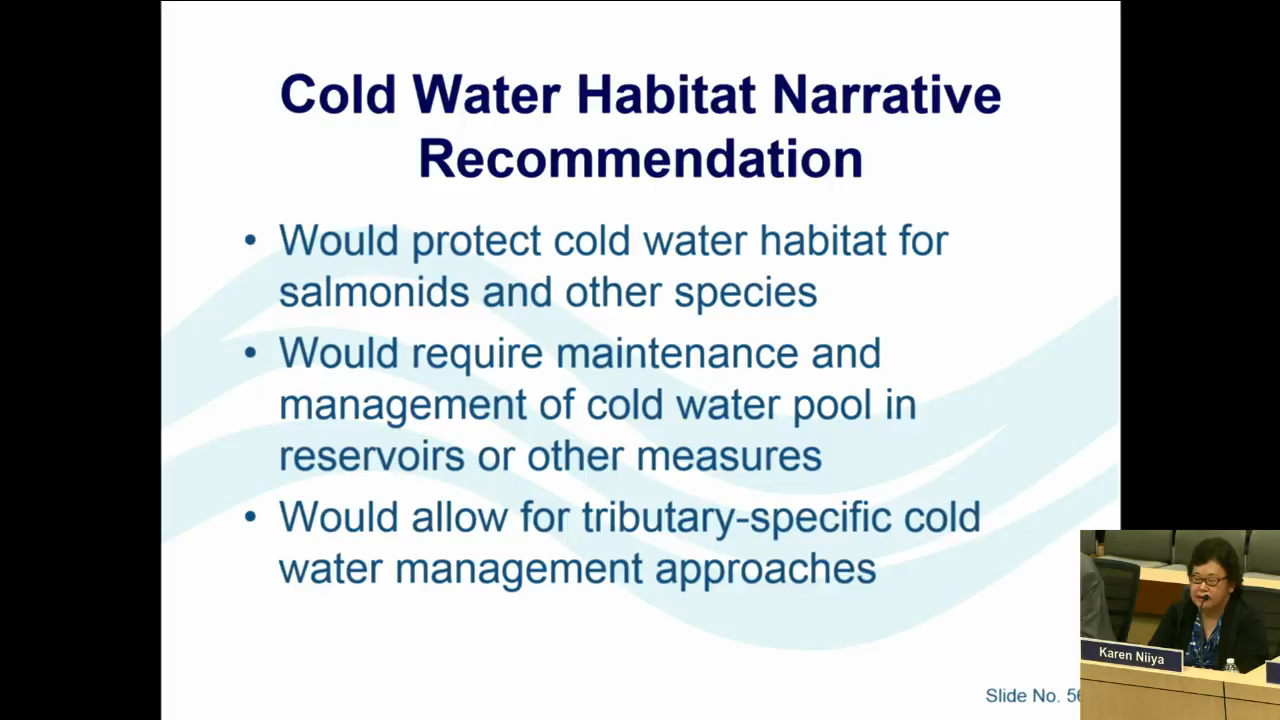 Cold Water Habitat Narrative
Recommendation
• Would protect cold water habitat for
salmonids and other species
• Would require maintenance and
management of cold water pool in
reservoirs or other measures
• Would allow for tributary-specific cold
water management approaches
Slide No. 56
Karen Niiya